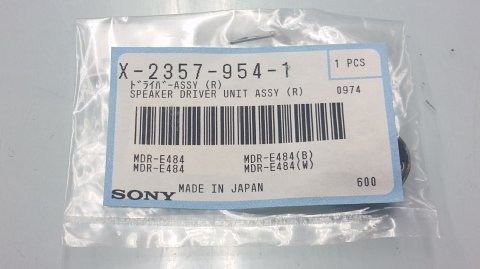 X-2357-954-1
1 PCS
ﾄﾞﾗｲﾊﾞｰASSY (R)
SPEAKER DRIVER UNIT ASSY (R) 0974
MDR-E484 MDR-E484(B)
MDR-E484 MDR-E484(W)
SONY MADE IN JAPAN 600